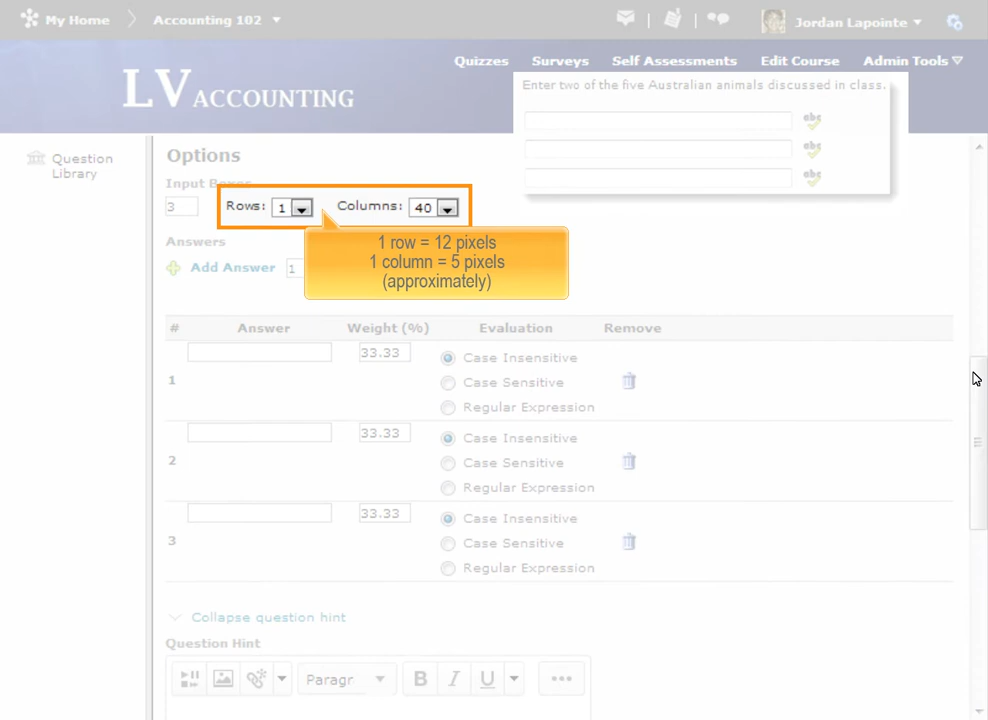 My Home
Accounting 102
Jordan Lapointe
LV ACCOUNTING
Quizzes Surveys Self Assessments Edit Course Admin Tools
Enter two of the five Australian animals discussed in class.
abc
abc
abc
Question
Library
Options
Input Boxes
3 Rows: 1 Columns: 40
1 row = 12 pixels
1 column = 5 pixels
(approximately)
Answers
Add Answer 1
# Answer Weight (%) Evaluation Remove
1 33.33 Case Insensitive
Case Sensitive
Regular Expression
2 33.33 Case Insensitive
Case Sensitive
Regular Expression
3 33.33 Case Insensitive
Case Sensitive
Regular Expression
Collapse question hint
Question Hint
Paragr B I U